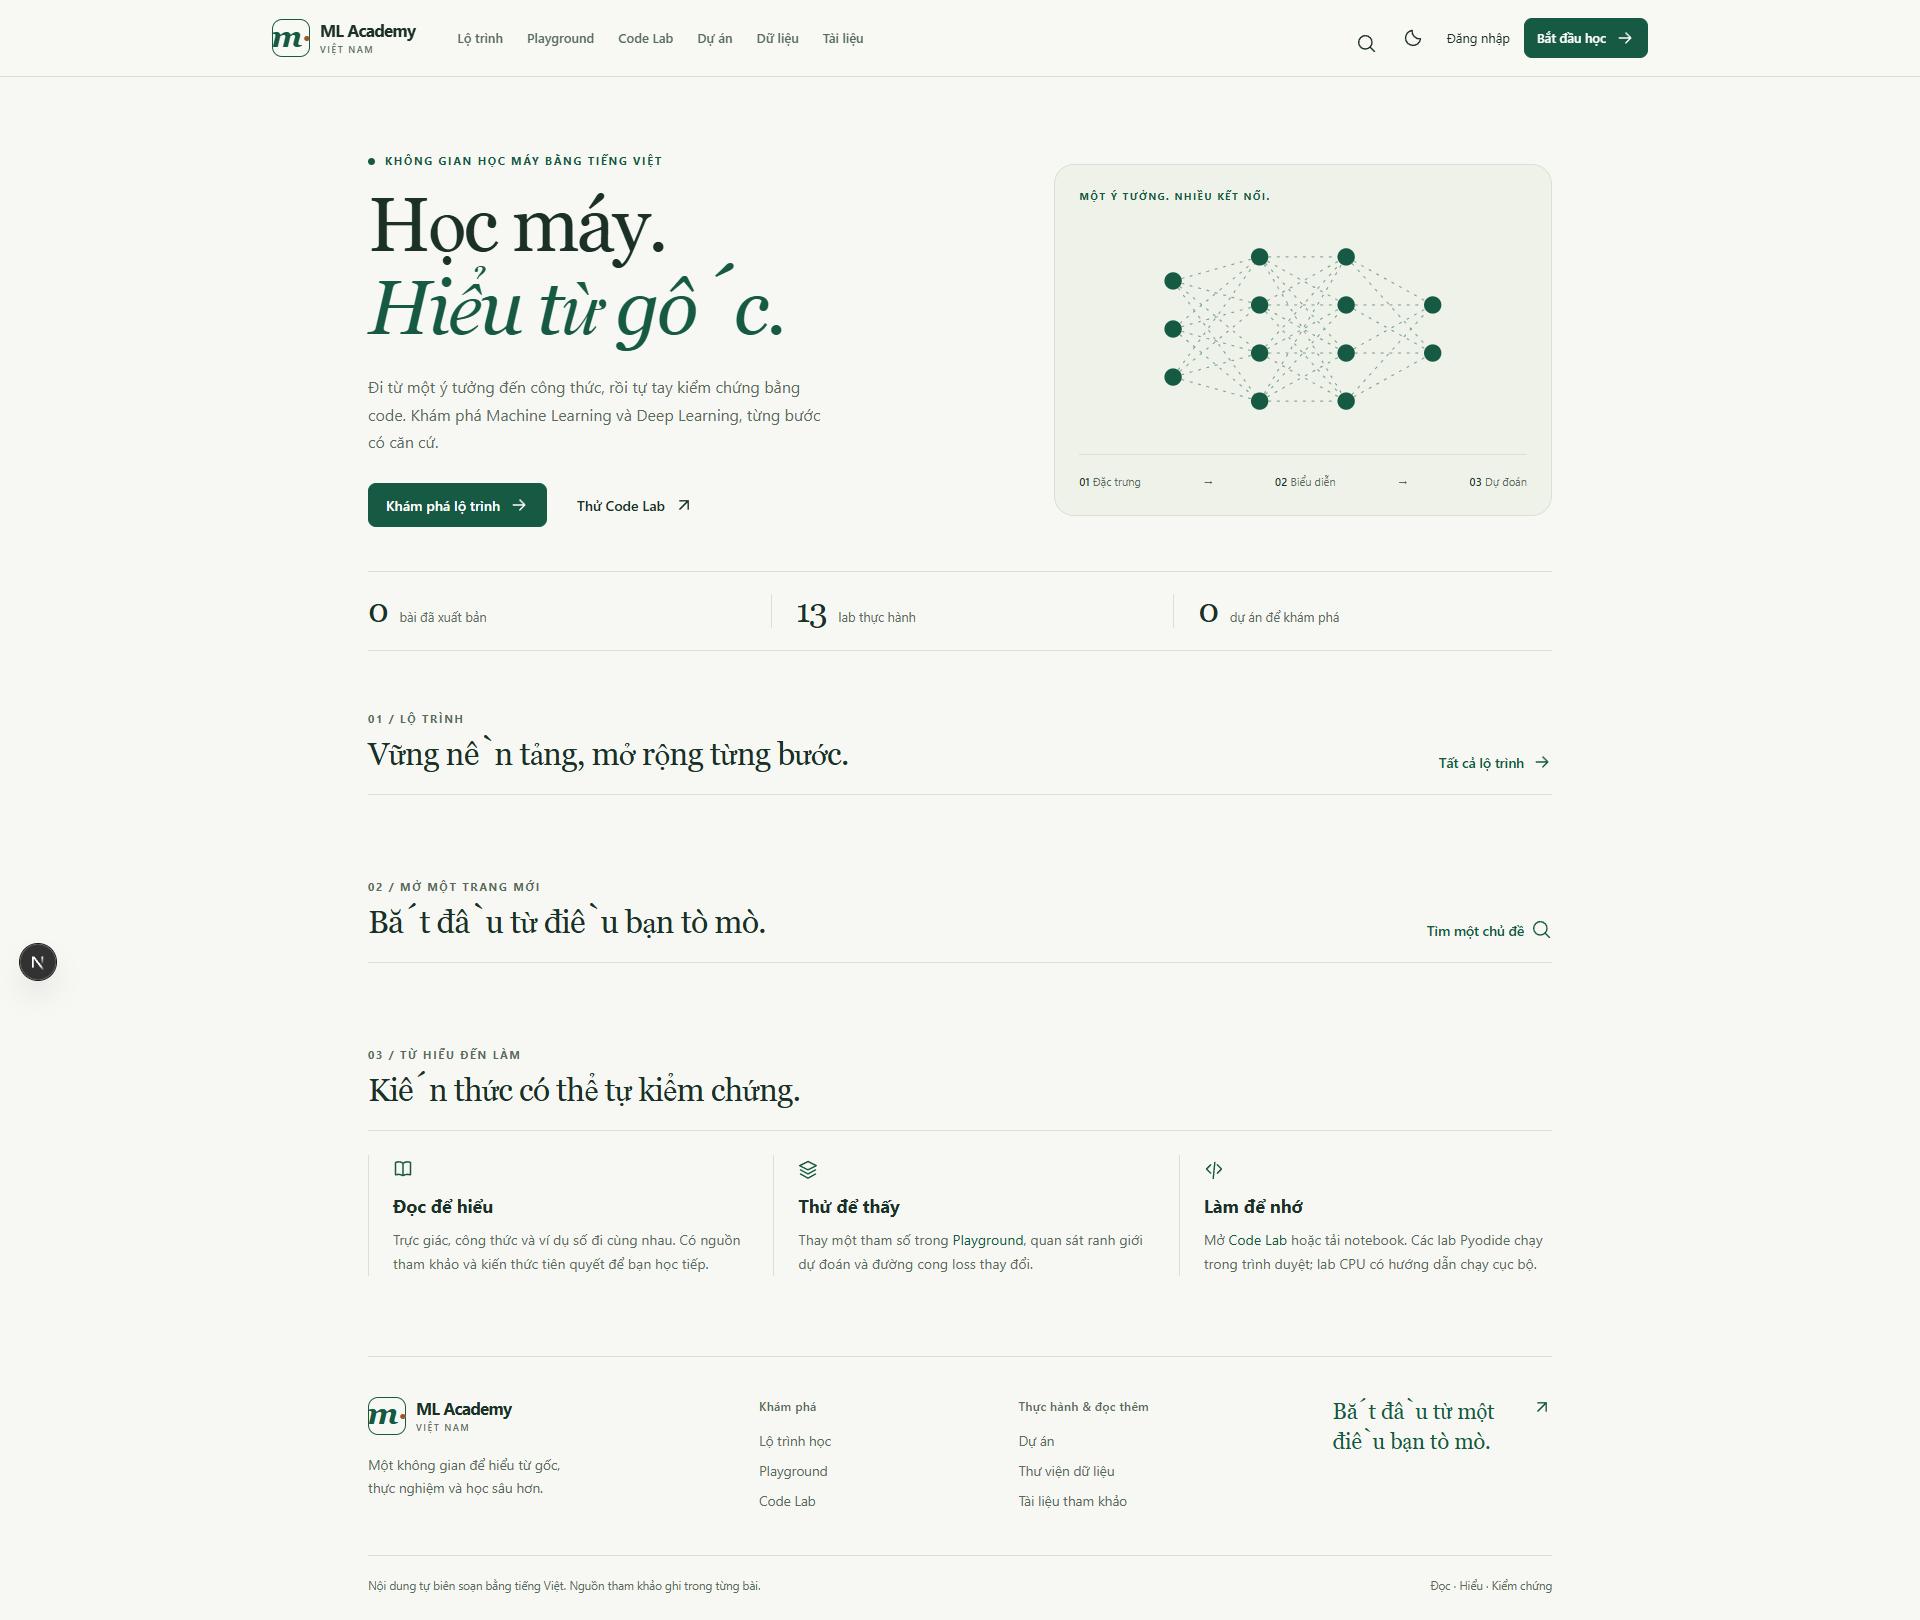 m.
ML Academy
VIỆT NAM
Lộ trình
Playground
Code Lab
Dự án
Dữ liệu
Tài liệu
Đăng nhập
Bắt đầu học →
KHÔNG GIAN HỌC MÁY BẰNG TIẾNG VIỆT
Học máy.
Hiểu từ gốc.
Đi từ một ý tưởng đến công thức, rồi tự tay kiểm chứng bằng
code. Khám phá Machine Learning và Deep Learning, từng bước
có căn cứ.
Khám phá lộ trình →
Thử Code Lab
MỘT Ý TƯỞNG. NHIỀU KẾT NỐI.
01 Đặc trưng → 02 Biểu diễn → 03 Dự đoán
0 bài đã xuất bản
13 lab thực hành
0 dự án để khám phá
01 / LỘ TRÌNH
Vững nền tảng, mở rộng từng bước.
Tất cả lộ trình →
02 / MỞ MỘT TRANG MỚI
Bắt đầu từ điều bạn tò mò.
Tìm một chủ đề
N
03 / TỪ HIỂU ĐẾN LÀM
Kiến thức có thể tự kiểm chứng.
Đọc để hiểu
Trực giác, công thức và ví dụ số đi cùng nhau. Có nguồn
tham khảo và kiến thức tiên quyết để bạn học tiếp.
Thử để thấy
Thay một tham số trong Playground, quan sát ranh giới
dự đoán và đường cong loss thay đổi.
Làm để nhớ
Mở Code Lab hoặc tải notebook. Các lab Pyodide chạy
trong trình duyệt; lab CPU có hướng dẫn chạy cục bộ.
m.
ML Academy
VIỆT NAM
Một không gian để hiểu từ gốc,
thực nghiệm và học sâu hơn.
Khám phá
Lộ trình học
Playground
Code Lab
Thực hành & đọc thêm
Dự án
Thư viện dữ liệu
Tài liệu tham khảo
Bắt đầu từ một
điều bạn tò mò.
Nội dung tự biên soạn bằng tiếng Việt. Nguồn tham khảo ghi trong từng bài.
Đọc · Hiểu · Kiểm chứng